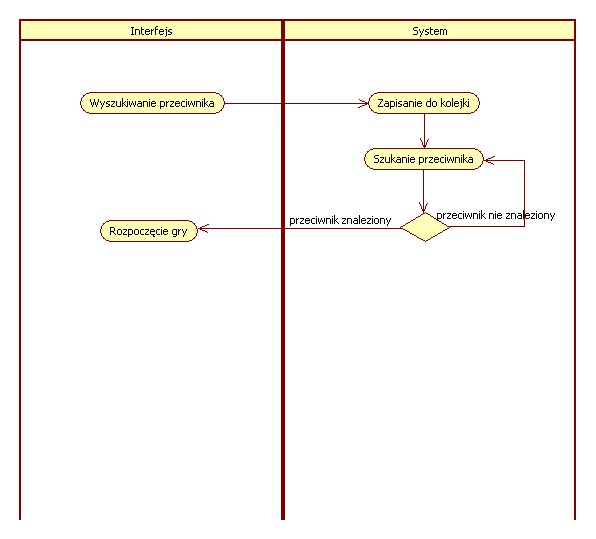 Interfejs
System
Wyszukiwanie przeciwnika
Zapisanie do kolejki
Szukanie przeciwnika
przeciwnik znaleziony
przeciwnik nie znaleziony
Rozpoczęcie gry